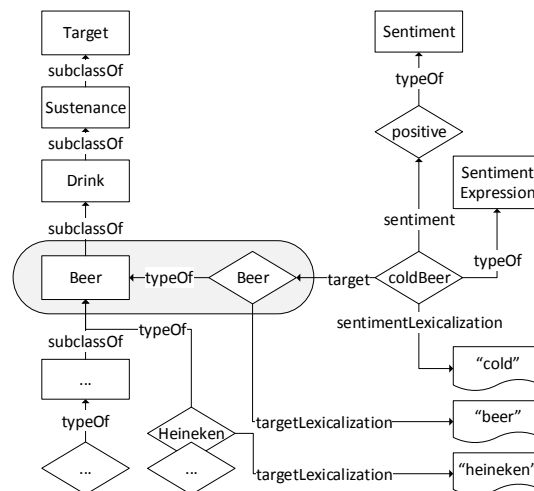 Target
Sentiment
subclassOf
typeOf
Sustenance
positive
subclassOf
Drink
Sentiment
Expression
sentiment
subclassOf
typeOf
Beer
typeOf
Beer
target
coldBeer
sentimentLexicalization
typeOf
subclassOf
...
"cold"
typeOf
Heineken
targetLexicalization
"beer"
...
...
targetLexicalization
"heineken"